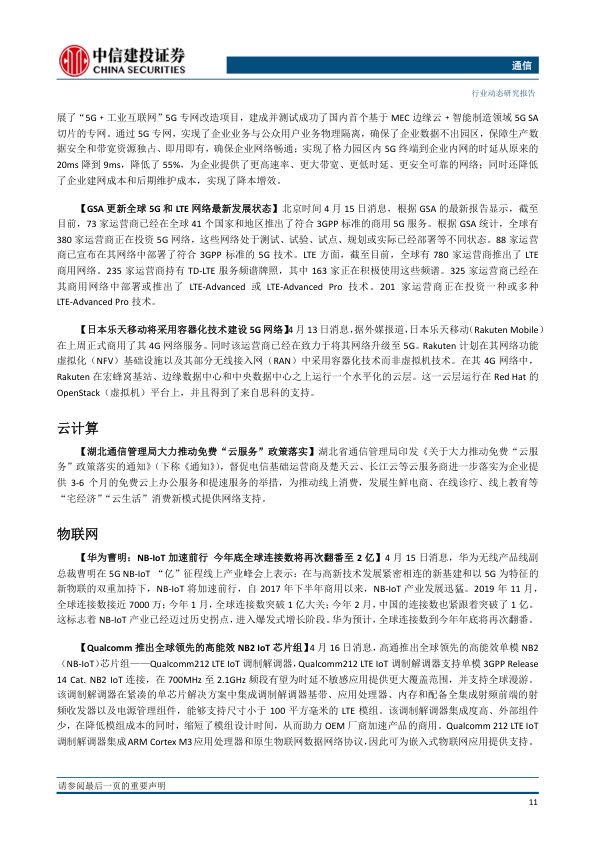 中信建投证券
CHINA SECURITIES
通信
行业动态研究报告
展了“5G + 工业互联网”5G 专网改造项目，建成并测试成功了国内首个基于 MEC 边缘云 + 智能制造领域 5G SA
切片的专网。通过 5G 专网，实现了企业业务与公众用户业务物理隔离，确保了企业数据不出园区，保障生产数
据安全和带宽资源独占、即用即有，确保企业网络畅通；实现了格力园区内 5G 终端到企业内网的时延从原来的
20ms 降到 9ms，降低了 55%，为企业提供了更高速率、更大带宽、更低时延、更安全可靠的网络；同时还降低
了企业建网成本和后期维护成本，实现了降本增效。
【GSA 更新全球 5G 和 LTE 网络最新发展状态】北京时间 4 月 15 日消息，根据 GSA 的最新报告显示，截至
目前，73 家运营商已经在全球 41 个国家和地区推出了符合 3GPP 标准的商用 5G 服务。根据 GSA 统计，全球有
380 家运营商正在投资 5G 网络，这些网络处于测试、试验、试点、规划或实际已经部署等不同状态。88 家运营
商已宣布在其网络中部署了符合 3GPP 标准的 5G 技术。LTE 方面，截至目前，全球有 780 家运营商推出了 LTE
商用网络。235 家运营商持有 TD-LTE 服务频谱牌照，其中 163 家正在积极使用这些频谱。325 家运营商已经在
其商用网络中部署或推出了 LTE-Advanced 或 LTE-Advanced Pro 技术。201 家运营商正在投资一种或多种
LTE-Advanced Pro 技术。
【日本乐天移动将采用容器化技术建设 5G 网络】4 月 13 日消息，据外媒报道，日本乐天移动（Rakuten Mobile）
在上周正式商用了其 4G 网络服务。同时该运营商已经在致力于将其网络升级至 5G。Rakuten 计划在其网络功能
虚拟化（NFV）基础设施以及其部分无线接入网（RAN）中采用容器化技术而非虚拟机技术。在其 4G 网络中，
Rakuten 在宏蜂窝基站、边缘数据中心和中央数据中心之上运行一个水平化的云层。这一云层运行在 Red Hat 的
OpenStack（虚拟机）平台上，并且得到了来自思科的支持。
云计算
【湖北通信管理局大力推动免费“云服务”政策落实】湖北省通信管理局印发《关于大力推动免费“云服
务”政策落实的通知》（下称《通知》），督促电信基础运营商及楚天云、长江云等云服务商进一步落实为企业提
供 3-6 个月的免费云上办公服务和提速服务的举措，为推动线上消费，发展生鲜电商、在线诊疗、线上教育等
“宅经济”“云生活”消费新模式提供网络支持。
物联网
【华为曹明：NB-IoT 加速前行 今年底全球连接数将再次翻番至 2 亿】4 月 15 日消息，华为无线产品线副
总裁曹明在 5G NB-IoT “亿”征程线上产业峰会上表示：在与高新技术发展紧密相连的新基建和以 5G 为特征的
新物联的双重加持下，NB-IoT 将加速前行，自 2017 年下半年商用以来，NB-IoT 产业发展迅猛。2019 年 11 月，
全球连接数接近 7000 万；今年 1 月，全球连接数突破 1 亿大关；今年 2 月，中国的连接数也紧跟着突破了 1 亿。
这标志着 NB-IoT 产业已经迈过历史拐点，进入爆发式增长阶段。华为预计，全球连接数到今年年底将再次翻番。
【Qualcomm 推出全球领先的高能效 NB2 IoT 芯片组】4 月 16 日消息，高通推出全球领先的高能效单模 NB2
（NB-IoT）芯片组——Qualcomm212 LTE IoT 调制解调器，Qualcomm212 LTE IoT 调制解调器支持单模 3GPP Release
14 Cat. NB2 IoT 连接，在 700MHz 至 2.1GHz 频段有望为时延不敏感应用提供更大覆盖范围，并支持全球漫游。
该调制解调器在紧凑的单芯片解决方案中集成调制解调器基带、应用处理器、内存和配备全集成射频前端的射
频收发器以及电源管理组件，能够支持尺寸小于 100 平方毫米的 LTE 模组。该调制解调器集成度高、外部组件
少，在降低模组成本的同时，缩短了模组设计时间，从而助力 OEM 厂商加速产品的商用。Qualcomm 212 LTE IoT
调制解调器集成 ARM Cortex M3 应用处理器和原生物联网数据网络协议，因此可为嵌入式物联网应用提供支持。
请参阅最后一页的重要声明
11